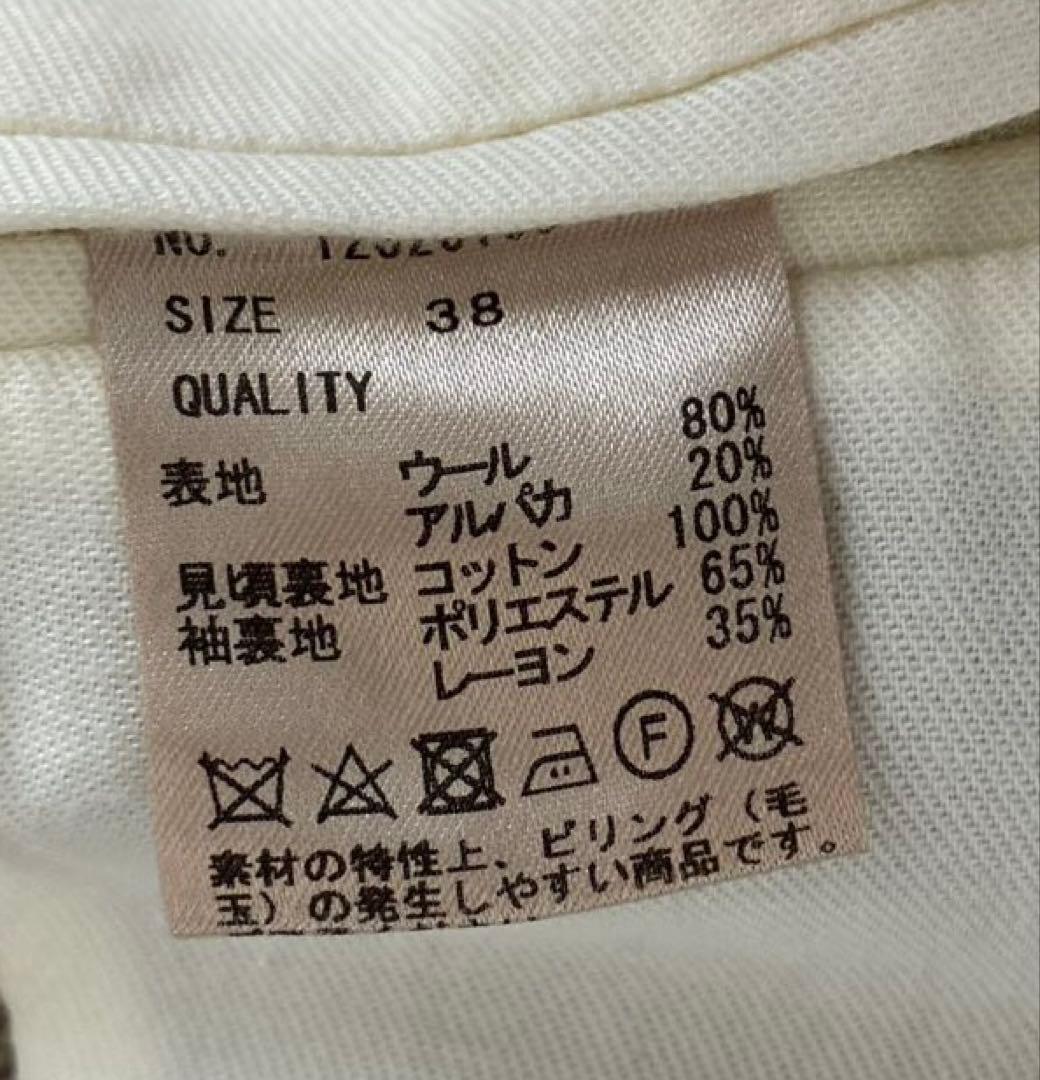 NO.
SIZE 38
QUALITY
表地 ウール 80%
アルパカ 20%
見頃裏地 コットン 100%
袖裏地 ポリエステル 65%
レーヨン 35%
F W
素材の特性上、ピリング(毛
玉)の発生しやすい商品です。